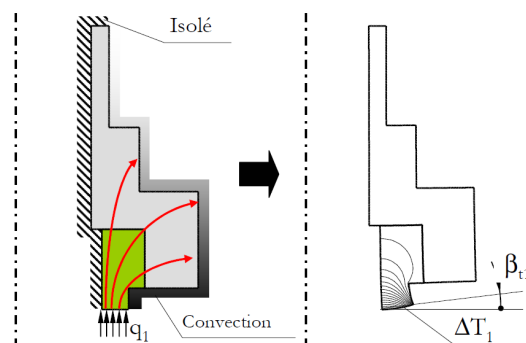 Isolé
q1
Convection
βt1
ΔT1